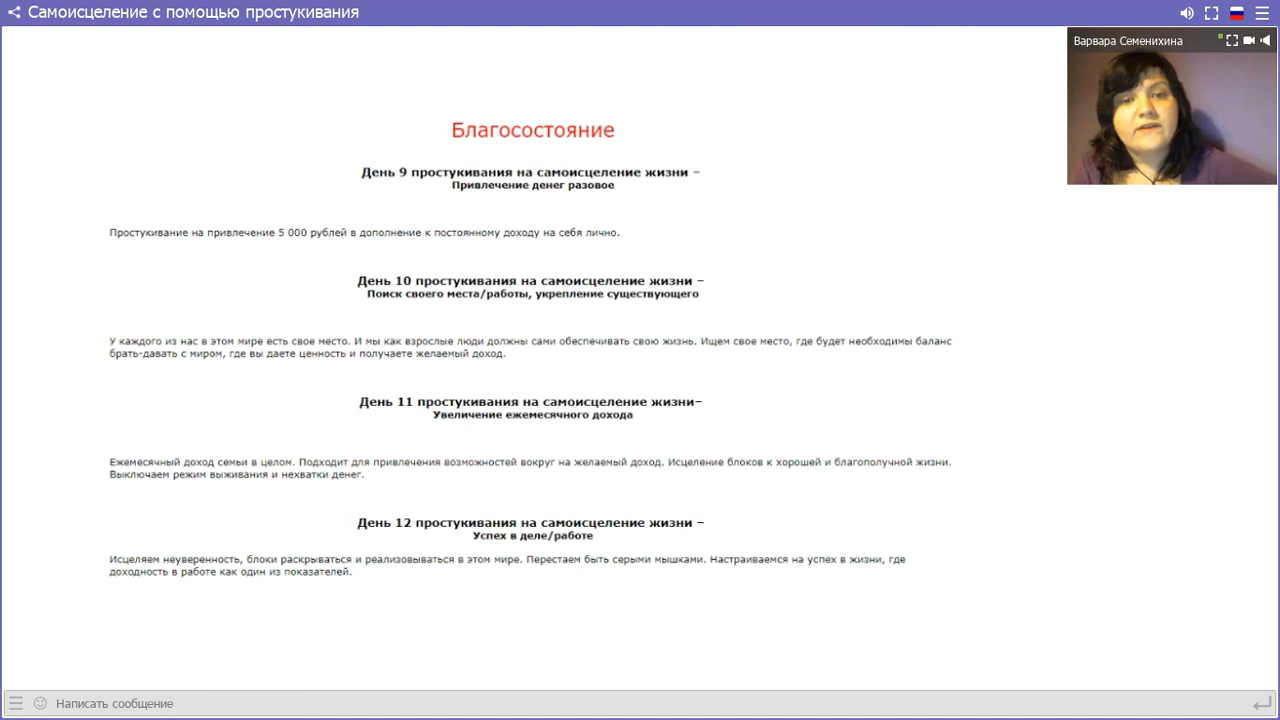 Самоисцеление с помощью простукивания
Варвара Семенихина
Благосостояние
День 9 простукивания на самоисцеление жизни –
Привлечение денег разовое
Простукивание на привлечение 5 000 рублей в дополнение к постоянному доходу на себя лично.
День 10 простукивания на самоисцеление жизни –
Поиск своего места/работы, укрепление существующего
У каждого из нас в этом мире есть свое место. И мы как взрослые люди должны сами обеспечивать свою жизнь. Ищем свое место, где будет необходимы баланс
брать-давать с миром, где вы даете ценность и получаете желаемый доход.
День 11 простукивания на самоисцеление жизни–
Увеличение ежемесячного дохода
Ежемесячный доход семьи в целом. Подходит для привлечения возможностей вокруг на желаемый доход. Исцеление блоков к хорошей и благополучной жизни.
Выключаем режим выживания и нехватки денег.
День 12 простукивания на самоисцеление жизни –
Успех в деле/работе
Исцеляем неуверенность, блоки раскрываться и реализовываться в этом мире. Перестаем быть серыми мышками. Настраиваемся на успех в жизни, где
доходность в работе как один из показателей.
Написать сообщение